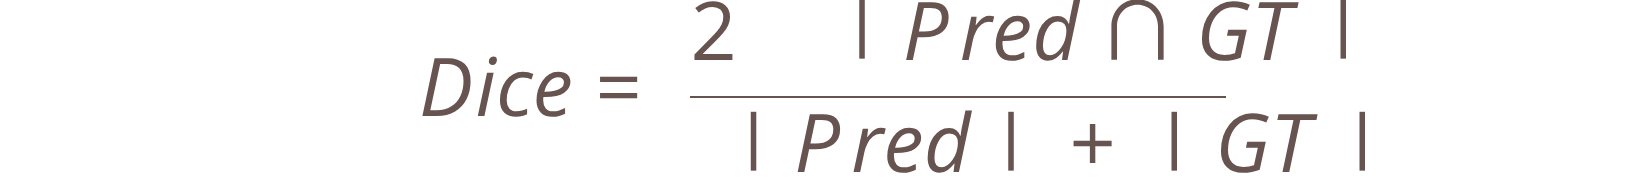 2 | Pred ∩ GT |
Dice =
| Pred | + | GT |